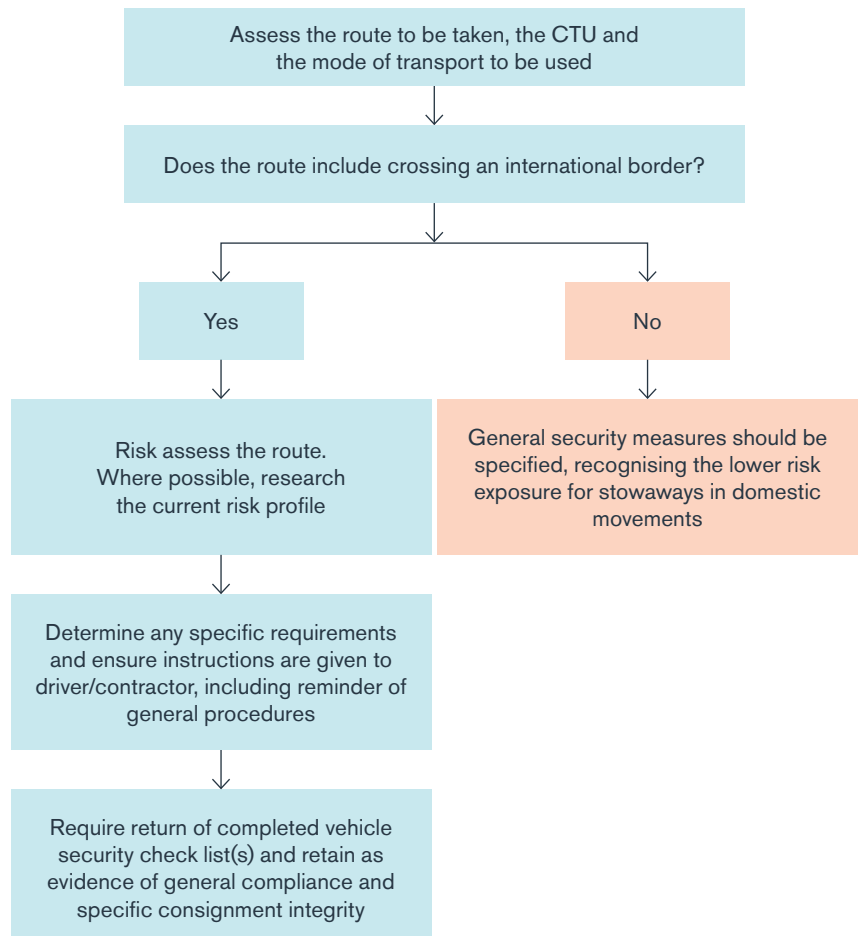 Assess the route to be taken, the CTU and
the mode of transport to be used
Does the route include crossing an international border?
Yes
No
Risk assess the route.
Where possible, research
the current risk profile
General security measures should be
specified, recognising the lower risk
exposure for stowaways in domestic
movements
Determine any specific requirements
and ensure instructions are given to
driver/contractor, including reminder of
general procedures
Require return of completed vehicle
security check list(s) and retain as
evidence of general compliance and
specific consignment integrity